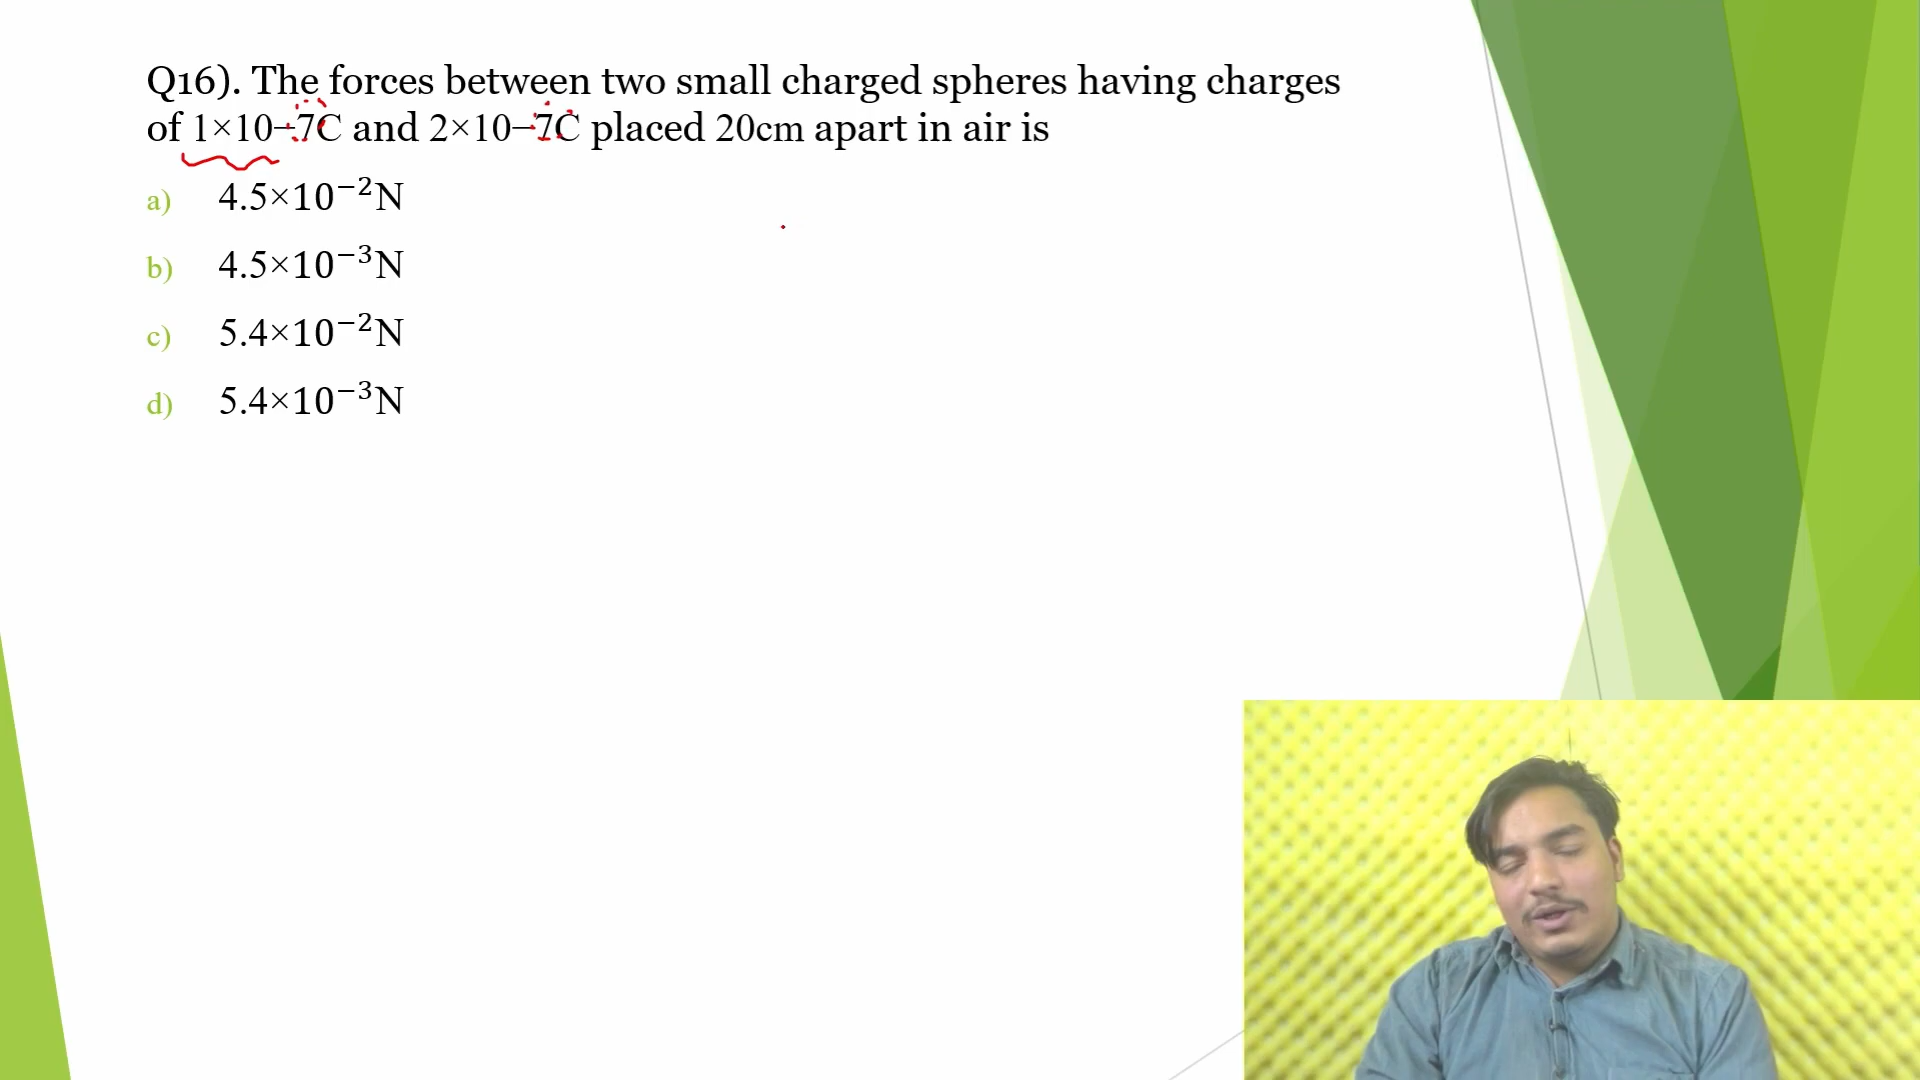 Q16). The forces between two small charged spheres having charges
of 1×10−7C and 2×10−7C placed 20cm apart in air is
a) 4.5×10⁻²N
b) 4.5×10⁻³N
c) 5.4×10⁻²N
d) 5.4×10⁻³N